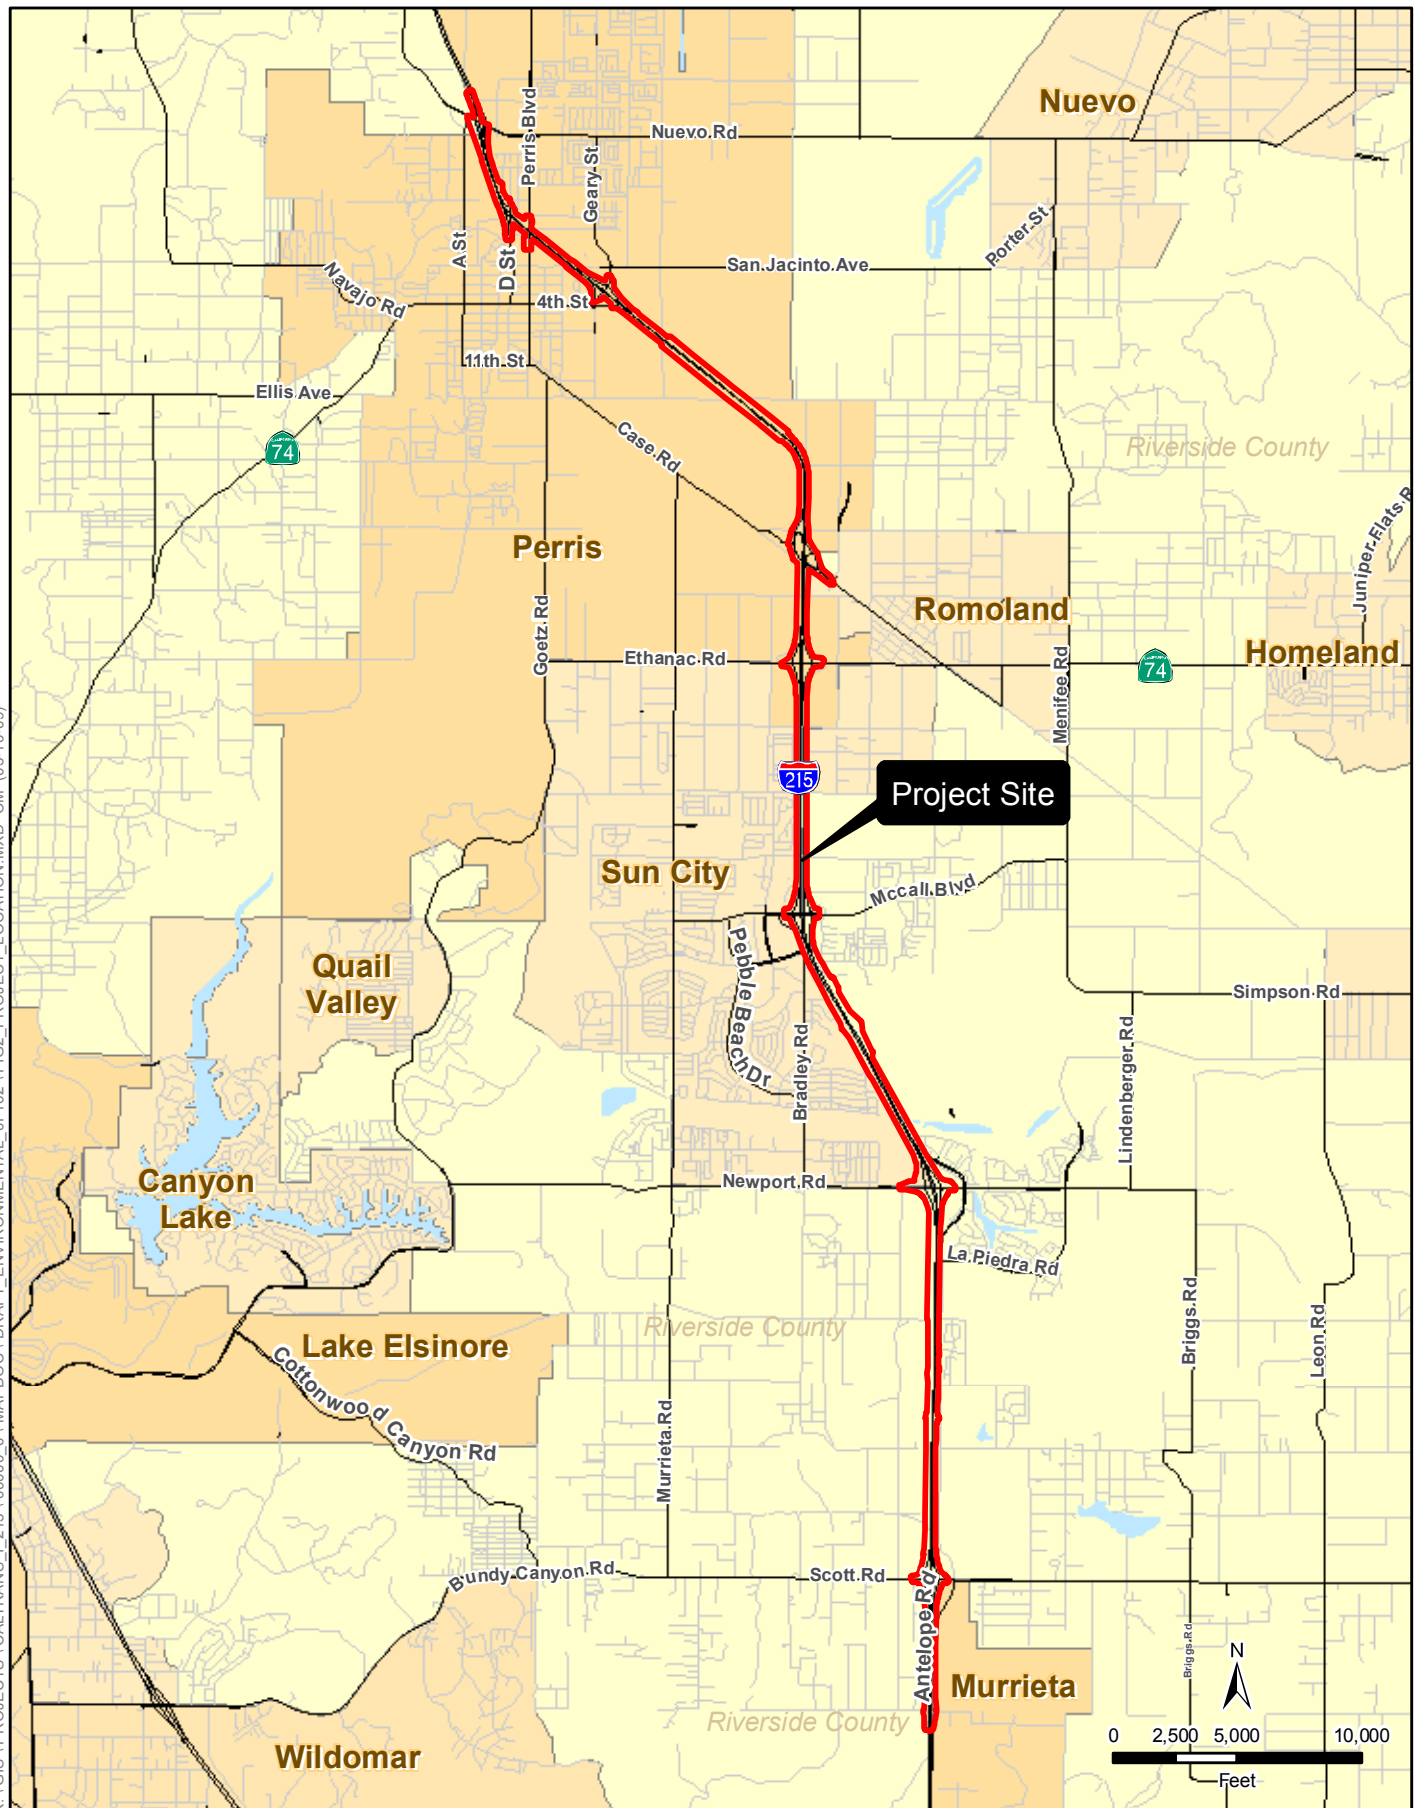 Nuevo
Nuevo Rd
Perris Blvd
Geary St
A St
D St
Porter St
San Jacinto Ave
Navajo Rd
4th St
11th St
Ellis Ave
74
Case Rd
Riverside County
Perris
Romoland
Goetz Rd
Ethanac Rd
Menifee Rd
74
Homeland
215
Project Site
Sun City
Mccall Blvd
Quail
Valley
Pebble Beach Dr
Bradley Rd
Simpson Rd
Lindenberger Rd
Canyon
Lake
Newport Rd
La Piedra Rd
Riverside County
Lake Elsinore
Briggs Rd
Leon Rd
Cottonwood Canyon Rd
Murrieta Rd
Bundy Canyon Rd
Scott Rd
Antelope Rd
Briggs Rd
Murrieta
Riverside County
Wildomar
N
0 2,500 5,000 10,000
Feet